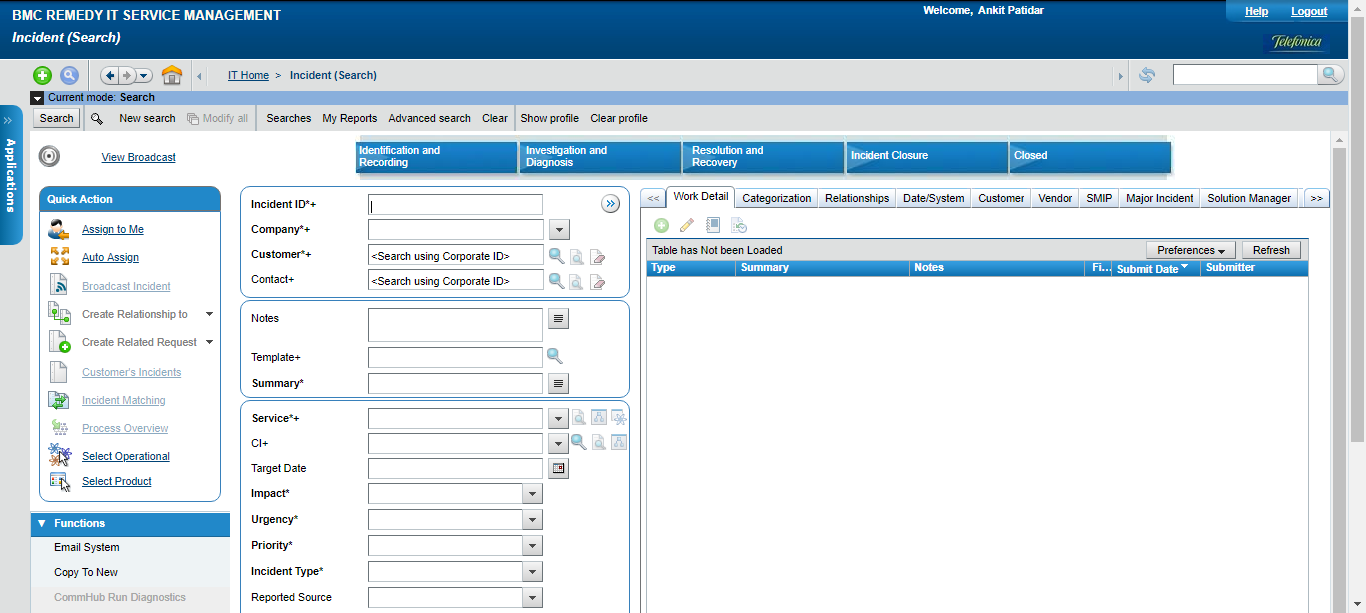 BMC REMEDY IT SERVICE MANAGEMENT
Welcome, Ankit Patidar
Help Logout
Incident (Search)
Telefónica
IT Home > Incident (Search)
Current mode: Search
Search New search Modify all Searches My Reports Advanced search Clear Show profile Clear profile
>> Applications
View Broadcast
Identification and
Recording
Investigation and
Diagnosis
Resolution and
Recovery
Incident Closure
Closed
Quick Action
Assign to Me
Auto Assign
Broadcast Incident
Create Relationship to
Create Related Request
Customer's Incidents
Incident Matching
Process Overview
Select Operational
Select Product
Functions
Email System
Copy To New
CommHub Run Diagnostics
Incident ID*+
Company*+
Customer*+ <Search using Corporate ID>
Contact+ <Search using Corporate ID>
Notes
Template+
Summary*
Service*+
CI+
Target Date
Impact*
Urgency*
Priority*
Incident Type*
Reported Source
<< Work Detail Categorization Relationships Date/System Customer Vendor SMIP Major Incident Solution Manager >>
Table has Not been Loaded Preferences Refresh
Type Summary Notes Fi... Submit Date Submitter